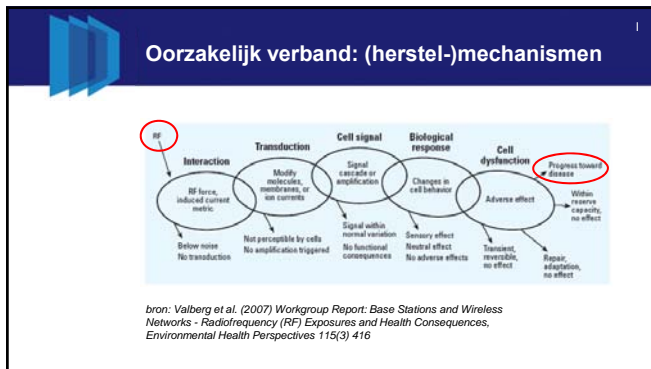 Oorzakelijk verband: (herstel-)mechanismen
RF
Interaction
RF force,
induced current
metric
Below noise
No transduction
Transduction
Modify
molecules,
membranes, or
ion currents
Not perceptible by cells
No amplification triggered
Cell signal
Signal
cascade or
amplification
Signal within
normal variation
No functional
consequences
Biological
response
Changes in
cell behavior
Sensory effect
Neutral effect
No adverse effects
Cell
dysfunction
Adverse effect
Progress toward
disease
Within
reserve
capacity,
no effect
Transient,
reversible,
no effect
Repair,
adaptation,
no effect
bron: Valberg et al. (2007) Workgroup Report: Base Stations and Wireless
Networks - Radiofrequency (RF) Exposures and Health Consequences,
Environmental Health Perspectives 115(3) 416